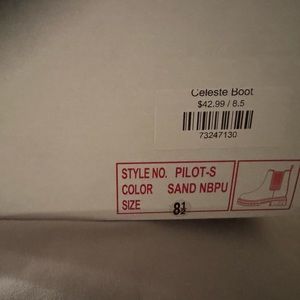 Celeste Boot
$42.99 / 8.5
73247130
STYLE NO. PILOT-S
COLOR SAND NBPU
SIZE 8½